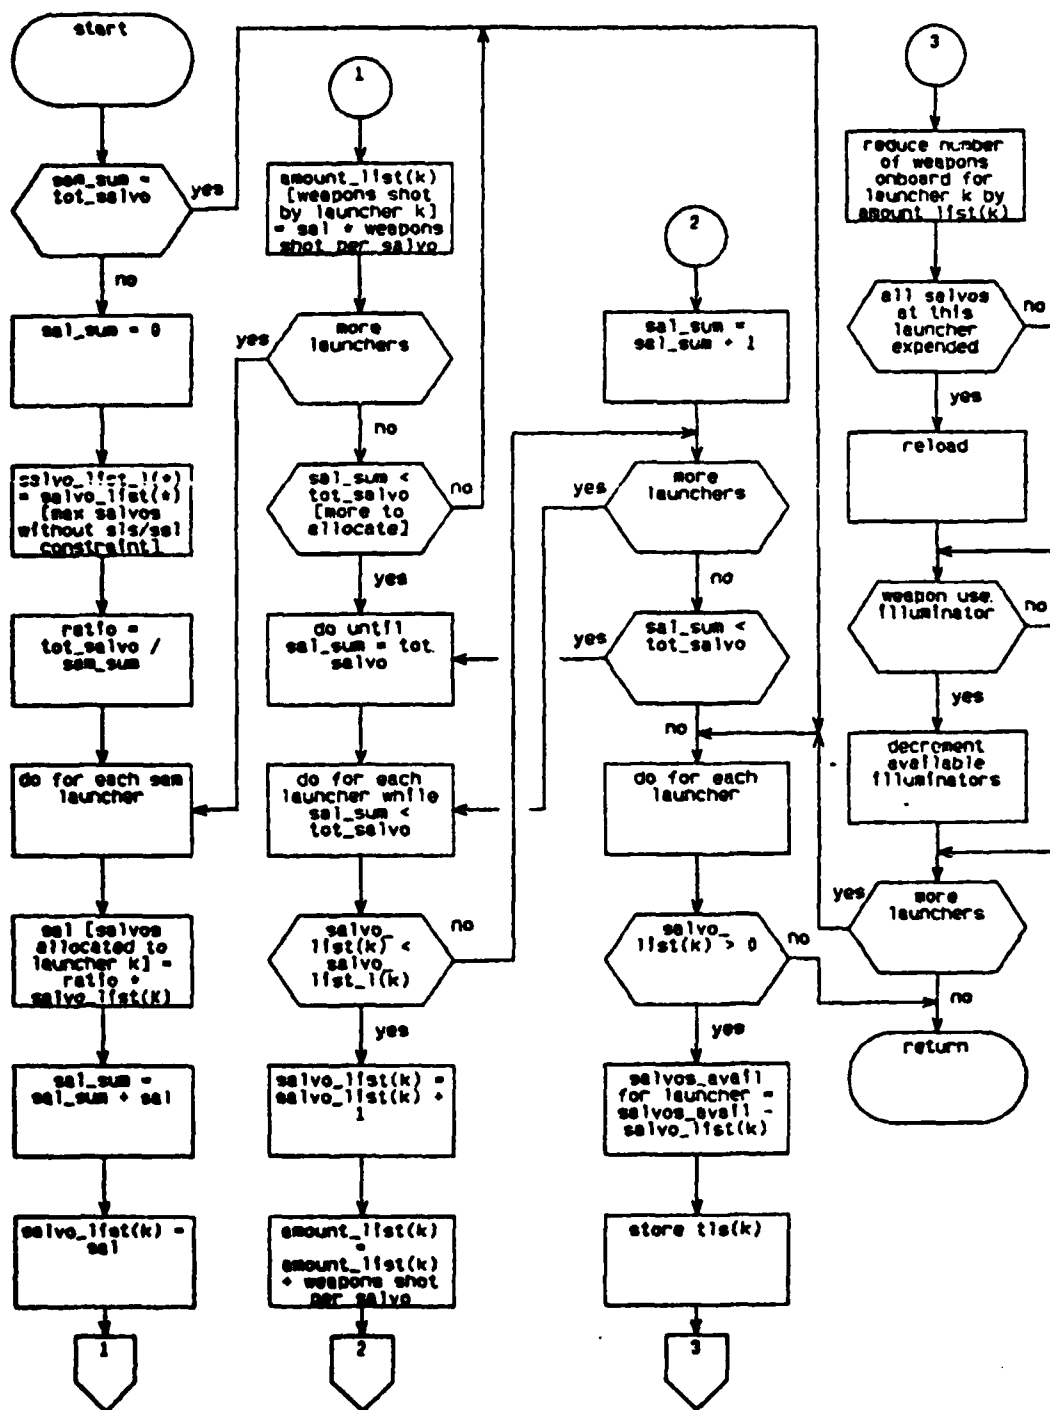 start
sam_sum =
tot_salvo
yes
no
sal_sum = 0
salvo_list_l(*)
= salvo_list(*)
[max salvos
without sls/ssl
constraint]
ratio =
tot_salvo /
sam_sum
do for each sam
launcher
sal [salvos
allocated to
launcher k] =
ratio *
salvo_list(K)
sal_sum =
sal_sum + sal
salvo_list(k) =
sal
1
1
amount_list(k)
[weapons shot
by launcher k]
= sal * weapons
shot per salvo
more
launchers
yes
no
sal_sum <
tot_salvo
[more to
allocate]
no
yes
do until
sal_sum = tot_
salvo
do for each
launcher while
sal_sum <
tot_salvo
salvo_
list(k) <
salvo_
list_l(k)
no
yes
salvo_list(k) =
salvo_list(k) +
1
amount_list(k)
=
amount_list(k)
+ weapons shot
per salvo
2
2
sal_sum =
sal_sum + 1
more
launchers
yes
no
sal_sum <
tot_salvo
yes
no
do for each
launcher
salvo_
list(k) > 0
no
yes
salvos_avail
for launcher =
salvos_avail -
salvo_list(k)
store tls(k)
3
3
reduce number
of weapons
onboard for
launcher k by
amount_list(k)
all salvos
at this
launcher
expended
no
yes
reload
weapon use
illuminator
no
yes
decrement
available
illuminators
more
launchers
yes
no
return